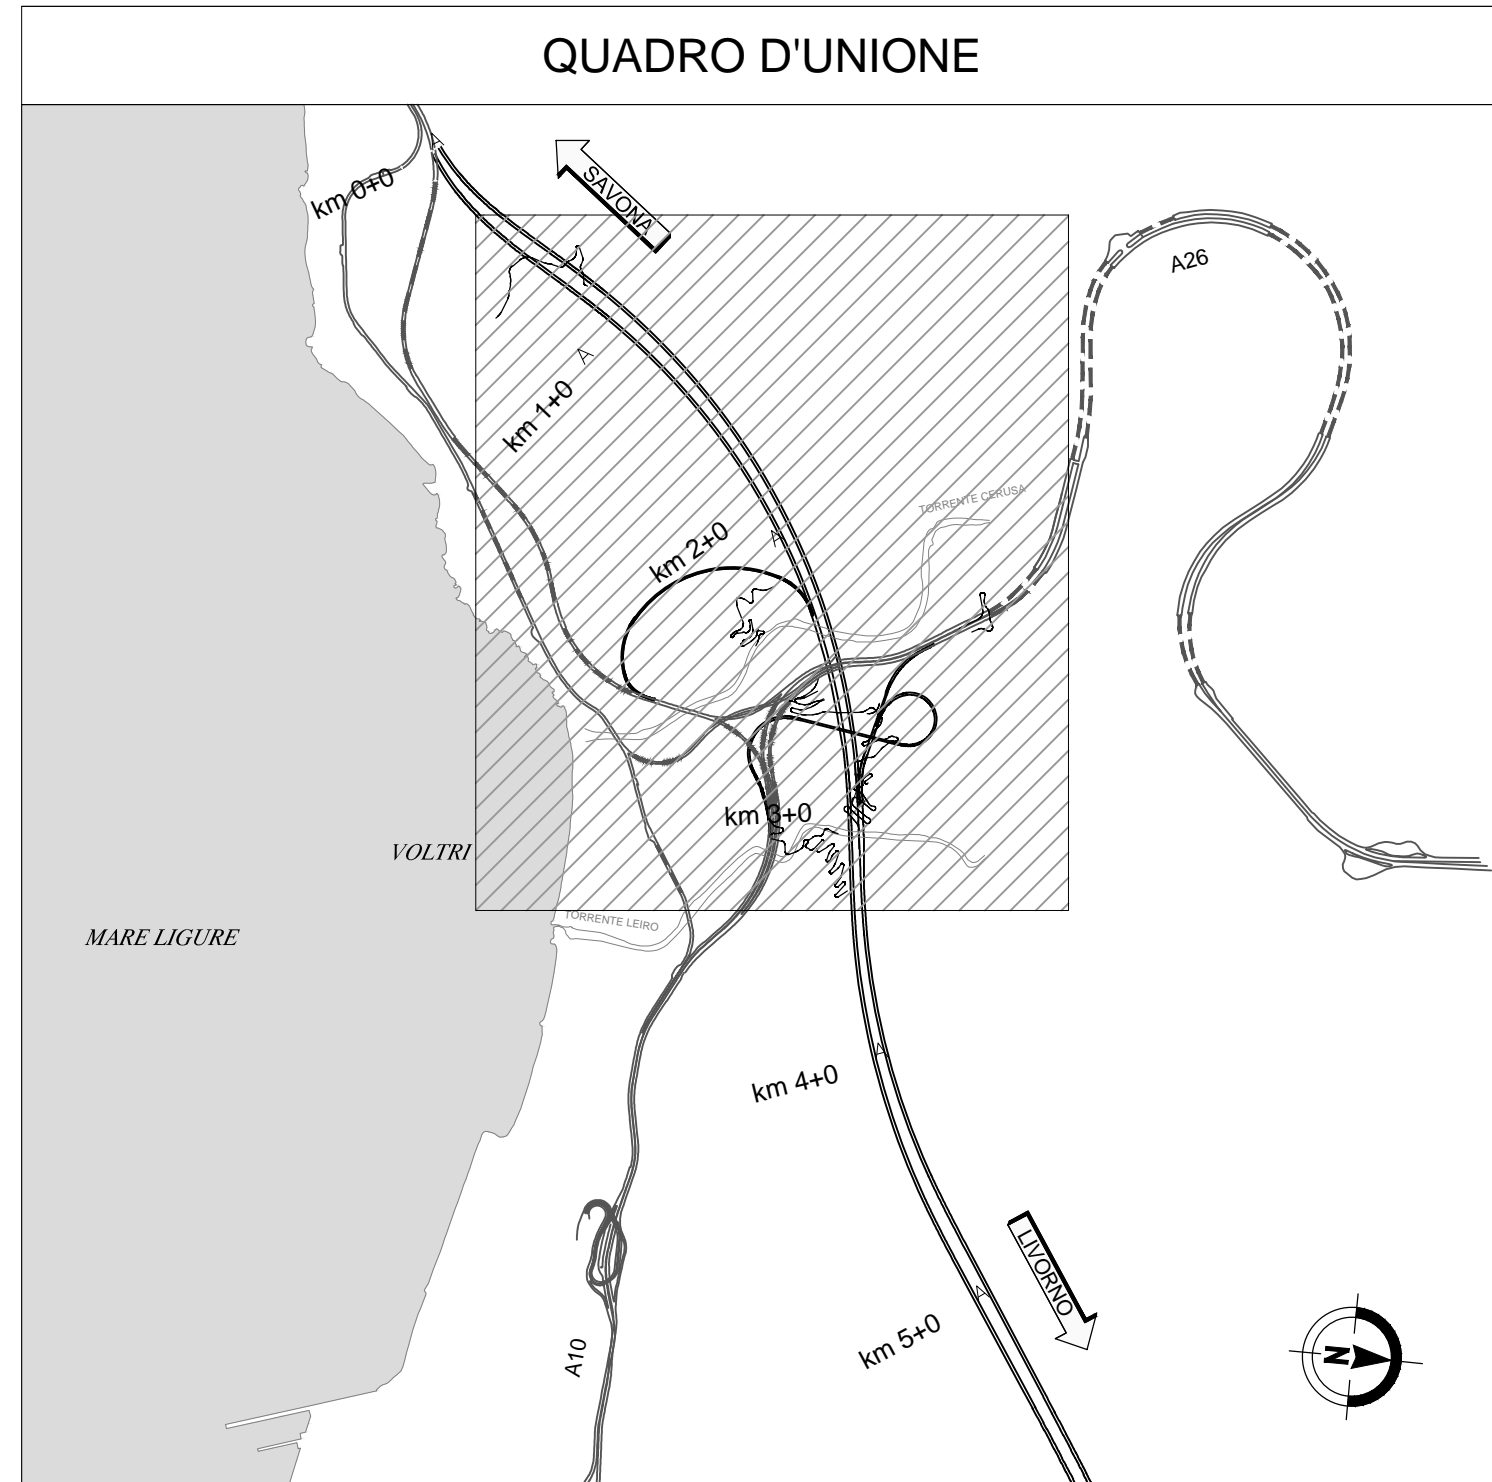 QUADRO D'UNIONE
km 0+0
SAVONA
A26
km 1+0
TORRENTE CERUSA
km 2+0
km 3+0
VOLTRI
TORRENTE LEIRO
MARE LIGURE
km 4+0
LIVORNO
km 5+0
A10
N